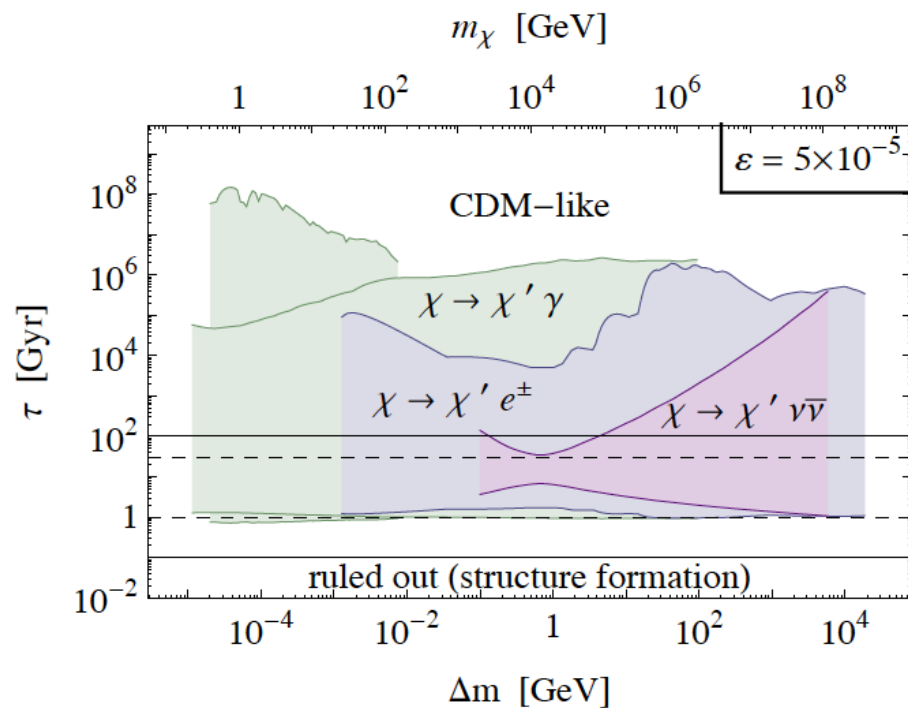 m_χ [GeV]
1 10^2 10^4 10^6 10^8
ε = 5×10^−5
CDM−like
χ → χ′ γ
χ → χ′ e^±
χ → χ′ νν̅
ruled out (structure formation)
τ [Gyr]
10^8
10^6
10^4
10^2
1
10^−2
10^−4 10^−2 1 10^2 10^4
Δm [GeV]